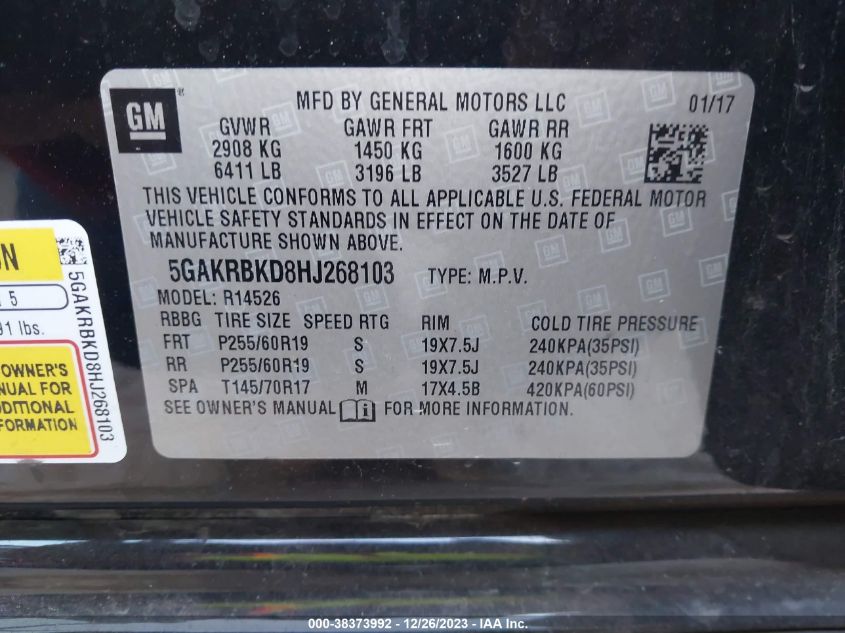 GM
MFD BY GENERAL MOTORS LLC 01/17
GVWR GAWR FRT GAWR RR
2908 KG 1450 KG 1600 KG
6411 LB 3196 LB 3527 LB
THIS VEHICLE CONFORMS TO ALL APPLICABLE U.S. FEDERAL MOTOR
VEHICLE SAFETY STANDARDS IN EFFECT ON THE DATE OF
MANUFACTURE SHOWN ABOVE.
5GAKRBKD8HJ268103 TYPE: M.P.V.
MODEL: R14526
RBBG TIRE SIZE SPEED RTG RIM COLD TIRE PRESSURE
FRT P255/60R19 S 19X7.5J 240KPA(35PSI)
RR P255/60R19 S 19X7.5J 240KPA(35PSI)
SPA T145/70R17 M 17X4.5B 420KPA(60PSI)
SEE OWNER'S MANUAL FOR MORE INFORMATION.
5
lbs.
OWNER'S
MANUAL FOR
5GAKRBKD8HJ268103
000-38373992 - 12/26/2023 - IAA Inc.